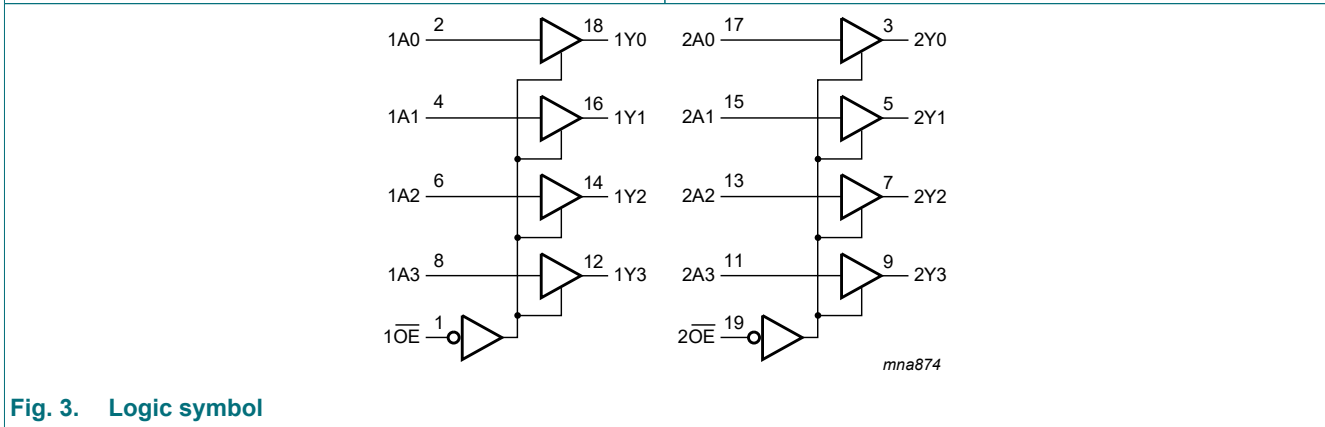 1A0 2 18 1Y0 2A0 17 3 2Y0
1A1 4 16 1Y1 2A1 15 5 2Y1
1A2 6 14 1Y2 2A2 13 7 2Y2
1A3 8 12 1Y3 2A3 11 9 2Y3
1O̅E̅ 1 2O̅E̅ 19
mna874
Fig. 3. Logic symbol